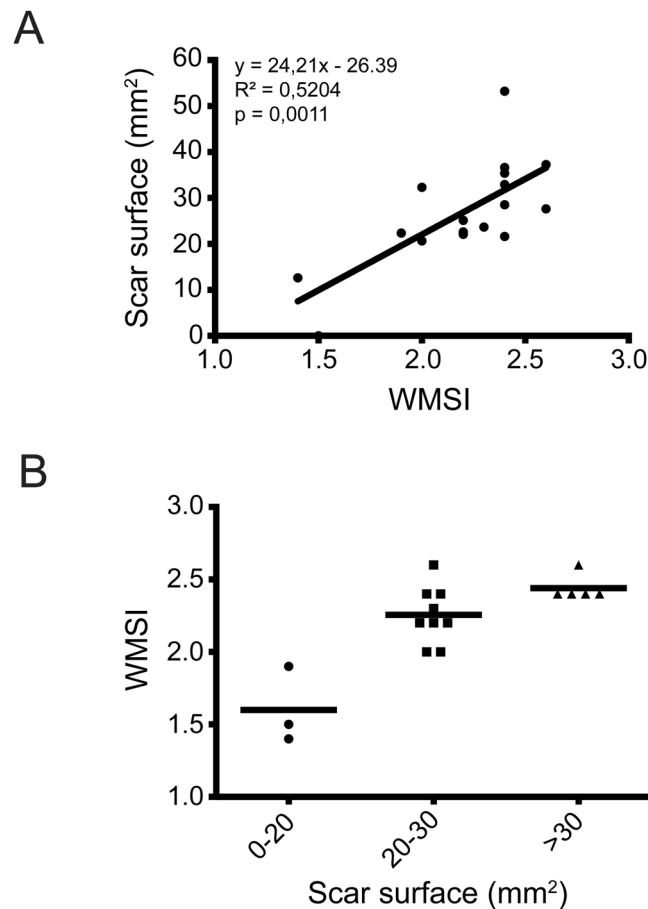 A
y = 24,21x - 26.39
R² = 0,5204
p = 0,0011
Scar surface (mm²)
60
50
40
30
20
10
0
1.0 1.5 2.0 2.5 3.0
WMSI
B
WMSI
3.0
2.5
2.0
1.5
1.0
0-20 20-30 >30
Scar surface (mm²)